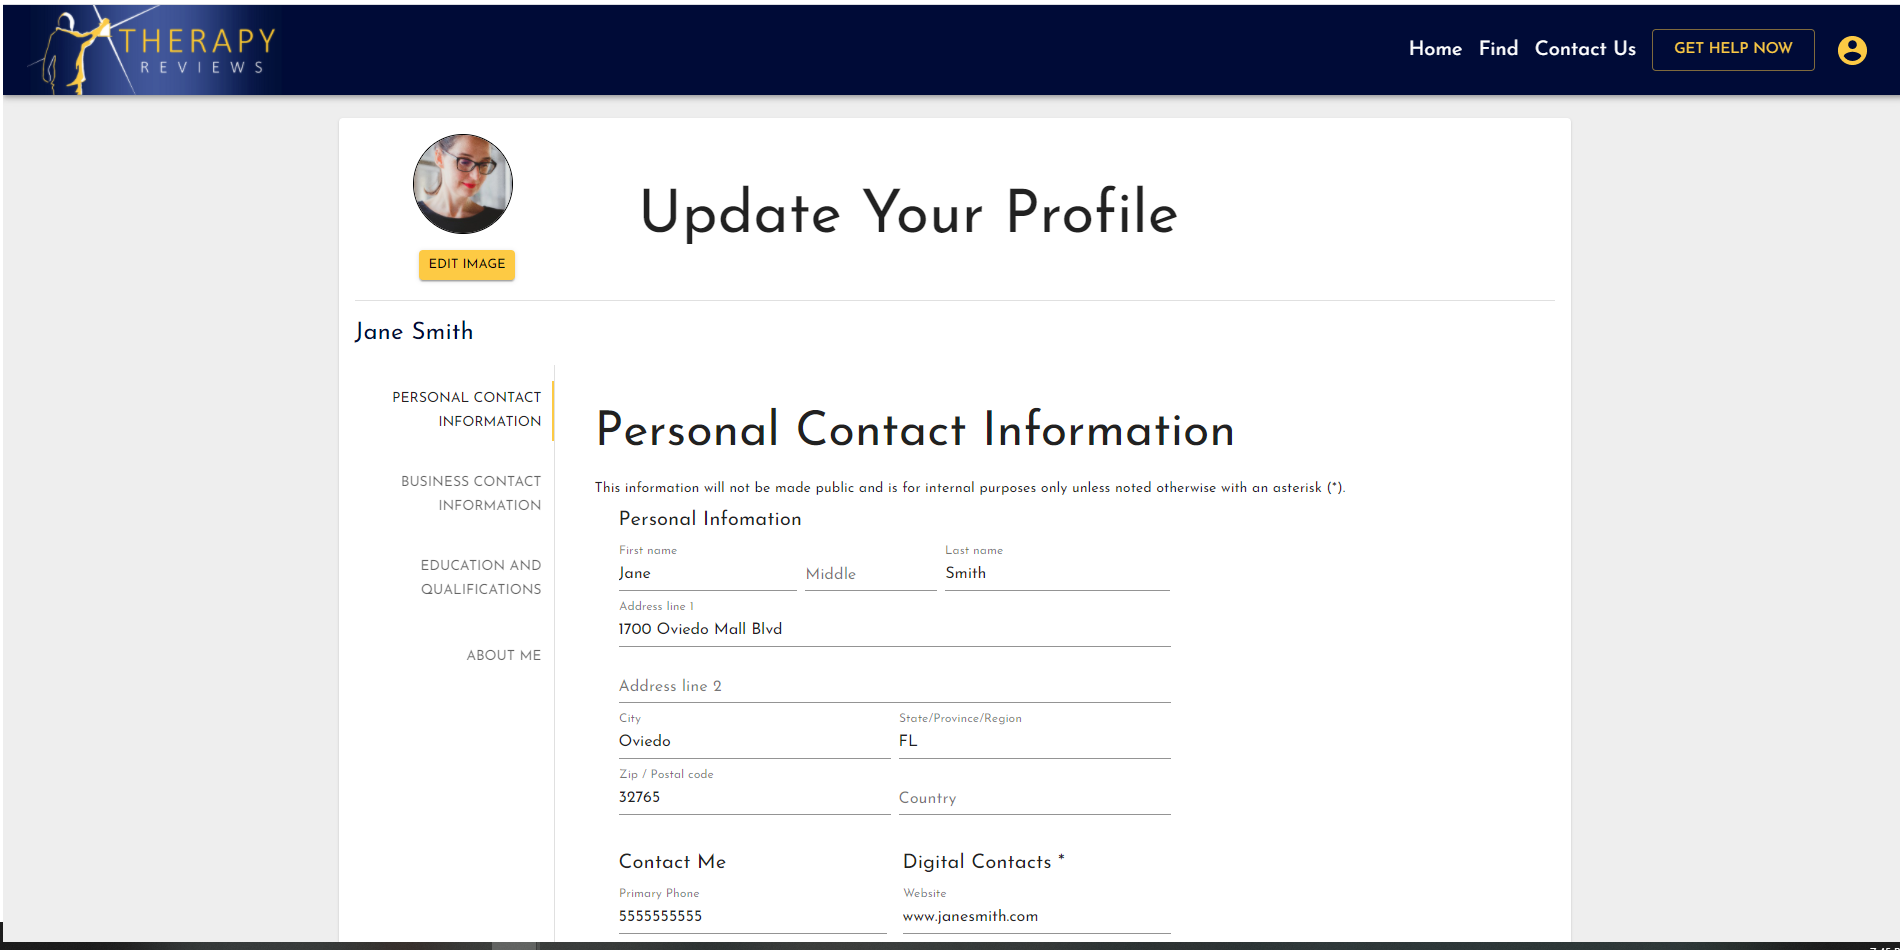 THERAPY
REVIEWS
Home Find Contact Us GET HELP NOW
Update Your Profile
EDIT IMAGE
Jane Smith
PERSONAL CONTACT
INFORMATION
BUSINESS CONTACT
INFORMATION
EDUCATION AND
QUALIFICATIONS
ABOUT ME
Personal Contact Information
This information will not be made public and is for internal purposes only unless noted otherwise with an asterisk (*).
Personal Infomation
First name Last name
Jane Middle Smith
Address line 1
1700 Oviedo Mall Blvd
Address line 2
City State/Province/Region
Oviedo FL
Zip / Postal code
32765 Country
Contact Me Digital Contacts *
Primary Phone Website
5555555555 www.janesmith.com